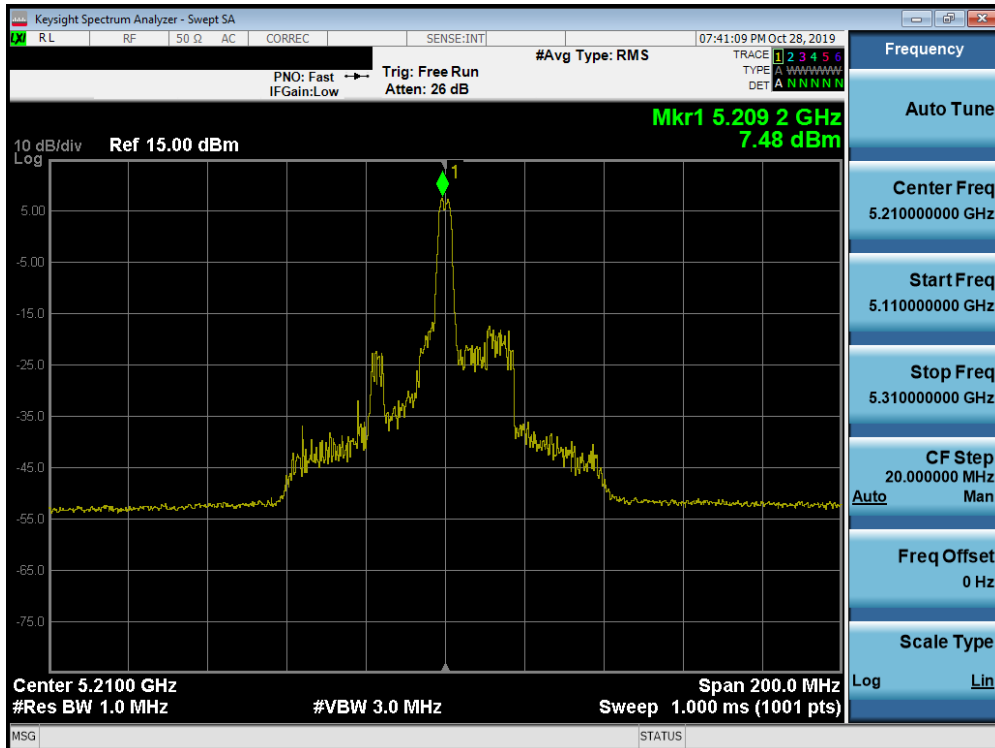 Keysight Spectrum Analyzer - Swept SA
LXI RL RF 50 Ω AC CORREC SENSE:INT 07:41:09 PM Oct 28, 2019
#Avg Type: RMS TRACE 1 2 3 4 5 6
PNO: Fast Trig: Free Run TYPE A WWWWW
IFGain:Low Atten: 26 dB DET A N N N N N
Mkr1 5.209 2 GHz
7.48 dBm
10 dB/div Ref 15.00 dBm
Log
1
5.00
-5.00
-15.0
-25.0
-35.0
-45.0
-55.0
-65.0
-75.0
Center 5.2100 GHz Span 200.0 MHz
#Res BW 1.0 MHz #VBW 3.0 MHz Sweep 1.000 ms (1001 pts)
MSG STATUS
Frequency
Auto Tune
Center Freq
5.210000000 GHz
Start Freq
5.110000000 GHz
Stop Freq
5.310000000 GHz
CF Step
20.000000 MHz
Auto Man
Freq Offset
0 Hz
Scale Type
Log Lin